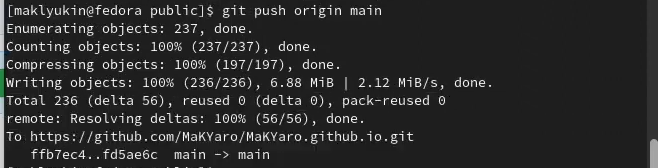 [maklyukin@fedora public]$ git push origin main
Enumerating objects: 237, done.
Counting objects: 100% (237/237), done.
Compressing objects: 100% (197/197), done.
Writing objects: 100% (236/236), 6.88 MiB | 2.12 MiB/s, done.
Total 236 (delta 56), reused 0 (delta 0), pack-reused 0
remote: Resolving deltas: 100% (56/56), done.
To https://github.com/MaKYaro/MaKYaro.github.io.git
   ffb7ec4..fd5ae6c  main -> main